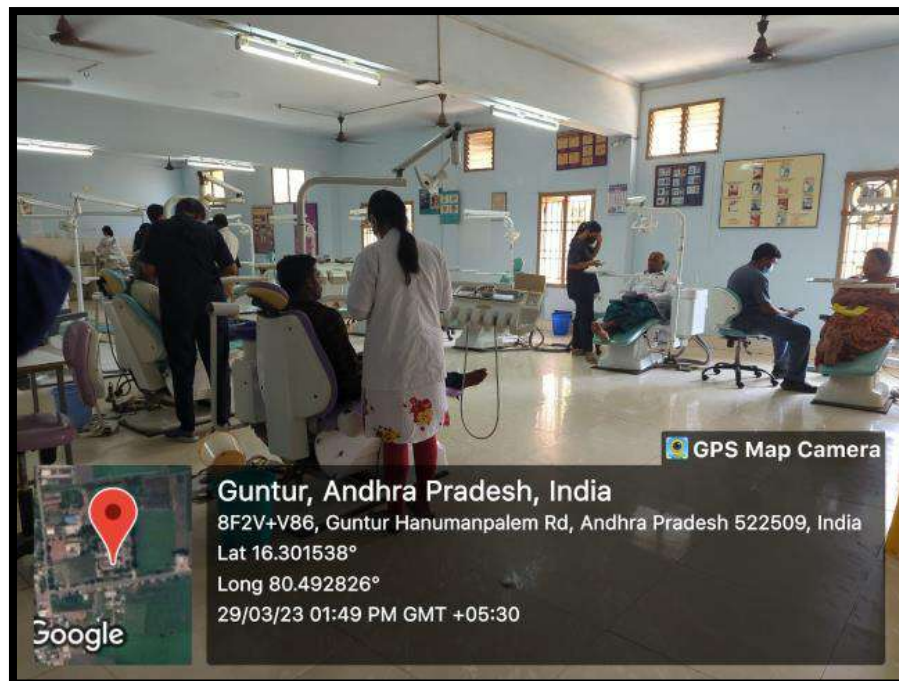 GPS Map Camera
Guntur, Andhra Pradesh, India
8F2V+V86, Guntur Hanumanpalem Rd, Andhra Pradesh 522509, India
Lat 16.301538°
Long 80.492826°
29/03/23 01:49 PM GMT +05:30
Google